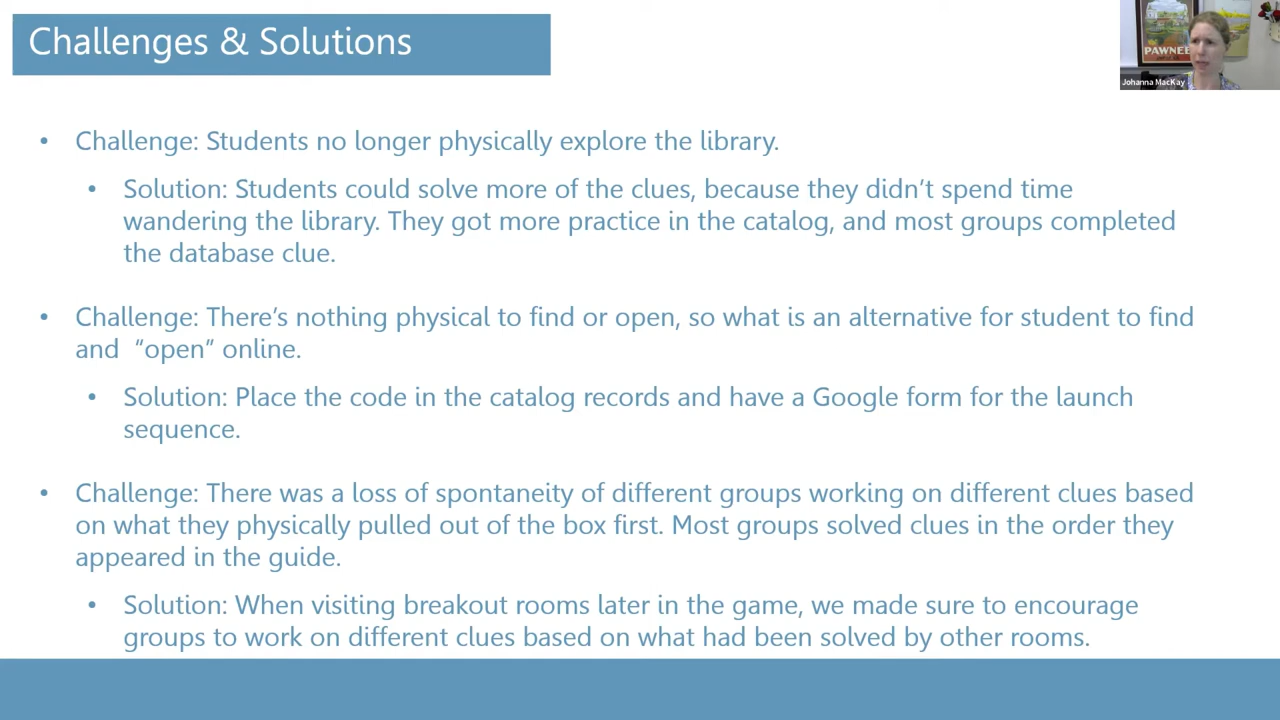 Challenges & Solutions
PAWNEE
Johanna MacKay
• Challenge: Students no longer physically explore the library.
• Solution: Students could solve more of the clues, because they didn’t spend time
wandering the library. They got more practice in the catalog, and most groups completed
the database clue.
• Challenge: There’s nothing physical to find or open, so what is an alternative for student to find
and “open” online.
• Solution: Place the code in the catalog records and have a Google form for the launch
sequence.
• Challenge: There was a loss of spontaneity of different groups working on different clues based
on what they physically pulled out of the box first. Most groups solved clues in the order they
appeared in the guide.
• Solution: When visiting breakout rooms later in the game, we made sure to encourage
groups to work on different clues based on what had been solved by other rooms.